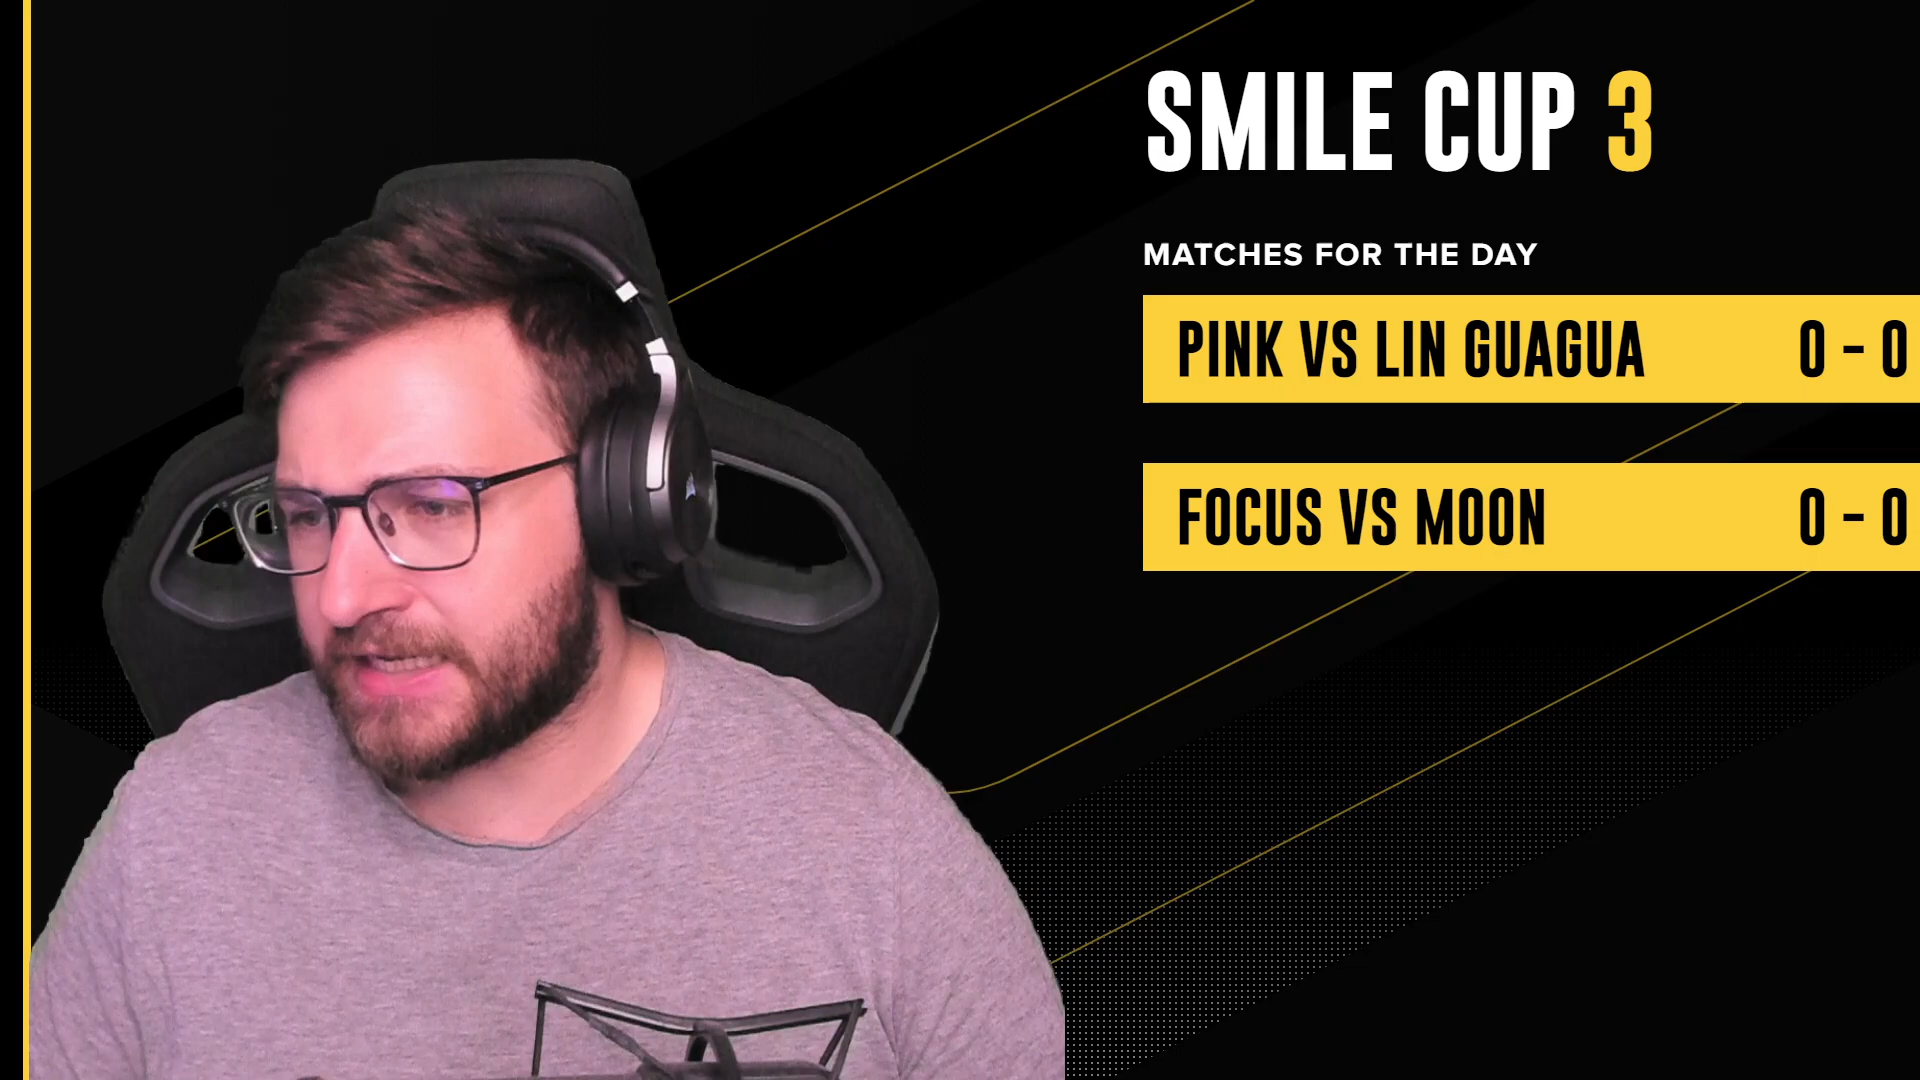 SMILE CUP 3
MATCHES FOR THE DAY
PINK VS LIN GUAGUA 0 - 0
FOCUS VS MOON 0 - 0